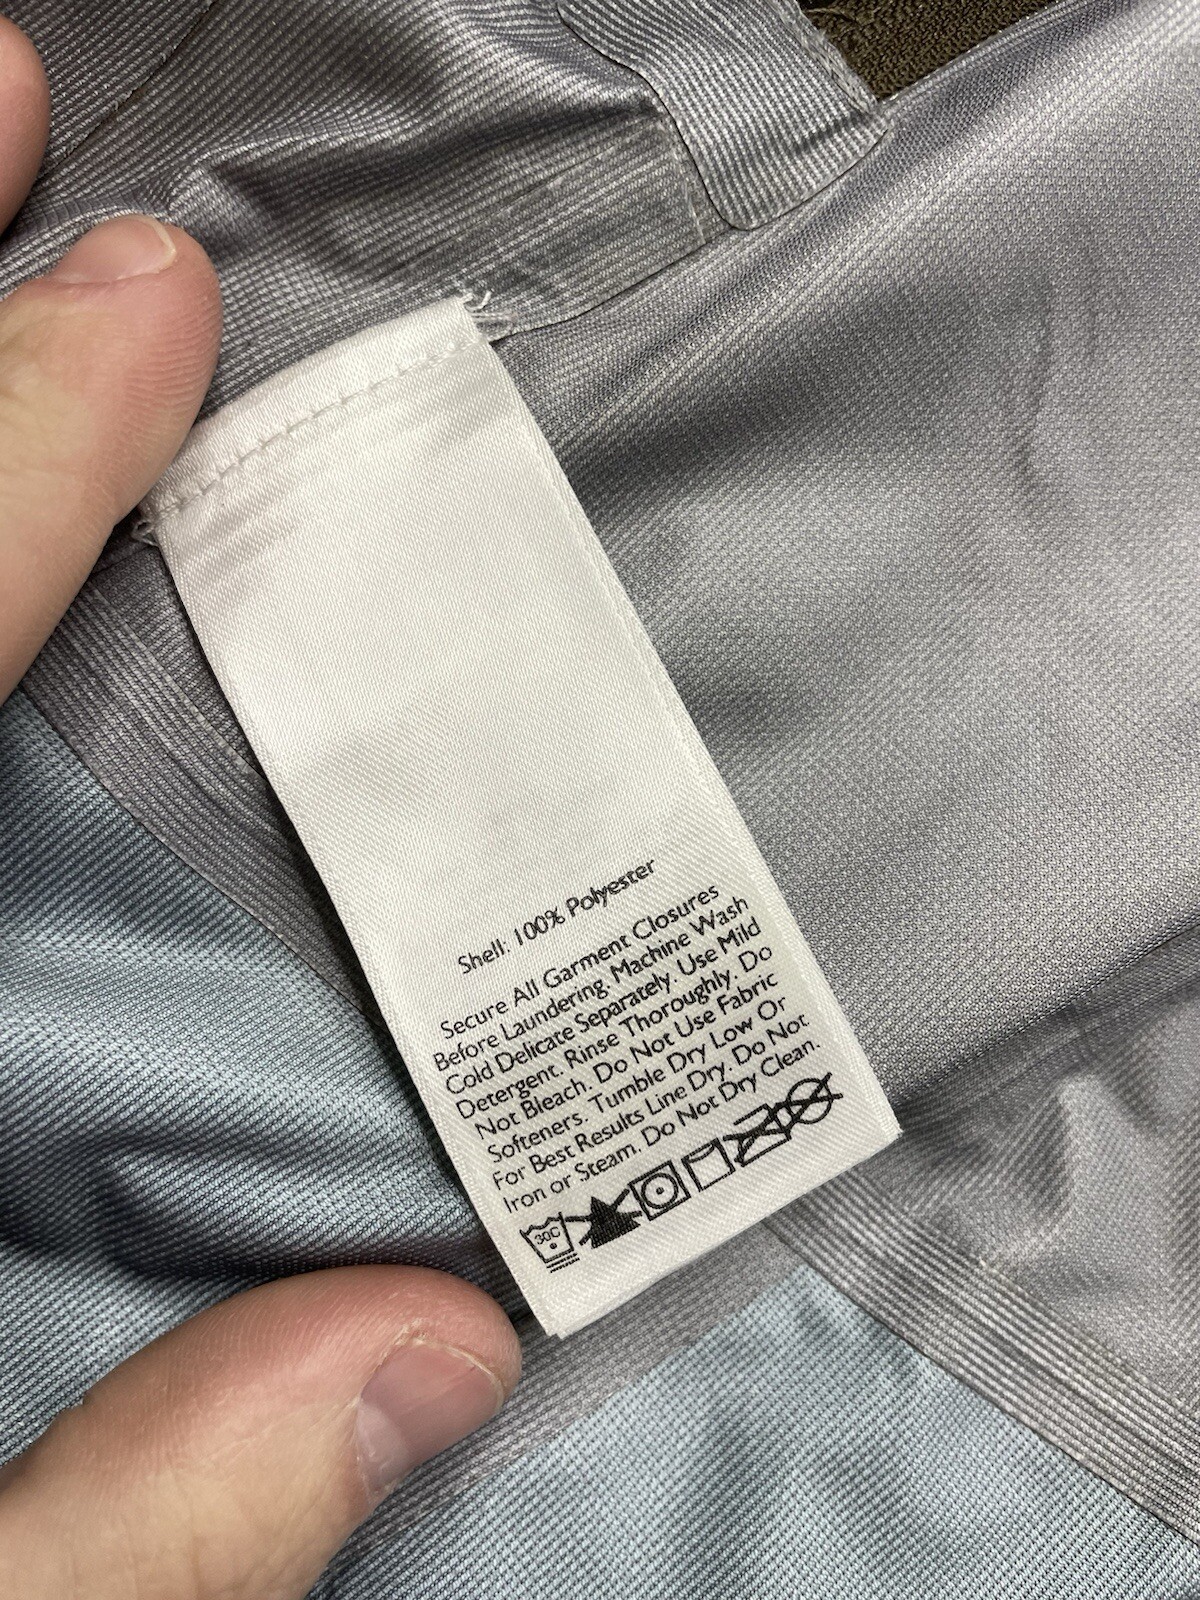 Shell: 100% Polyester
Secure All Garment Closures
Before Laundering. Machine Wash
Cold Delicate Separately. Use Mild
Detergent. Rinse Thoroughly. Do
Not Bleach. Do Not Use Fabric
Softeners. Tumble Dry Low Or
For Best Results Line Dry. Do Not
Iron or Steam. Do Not Dry Clean.
30C